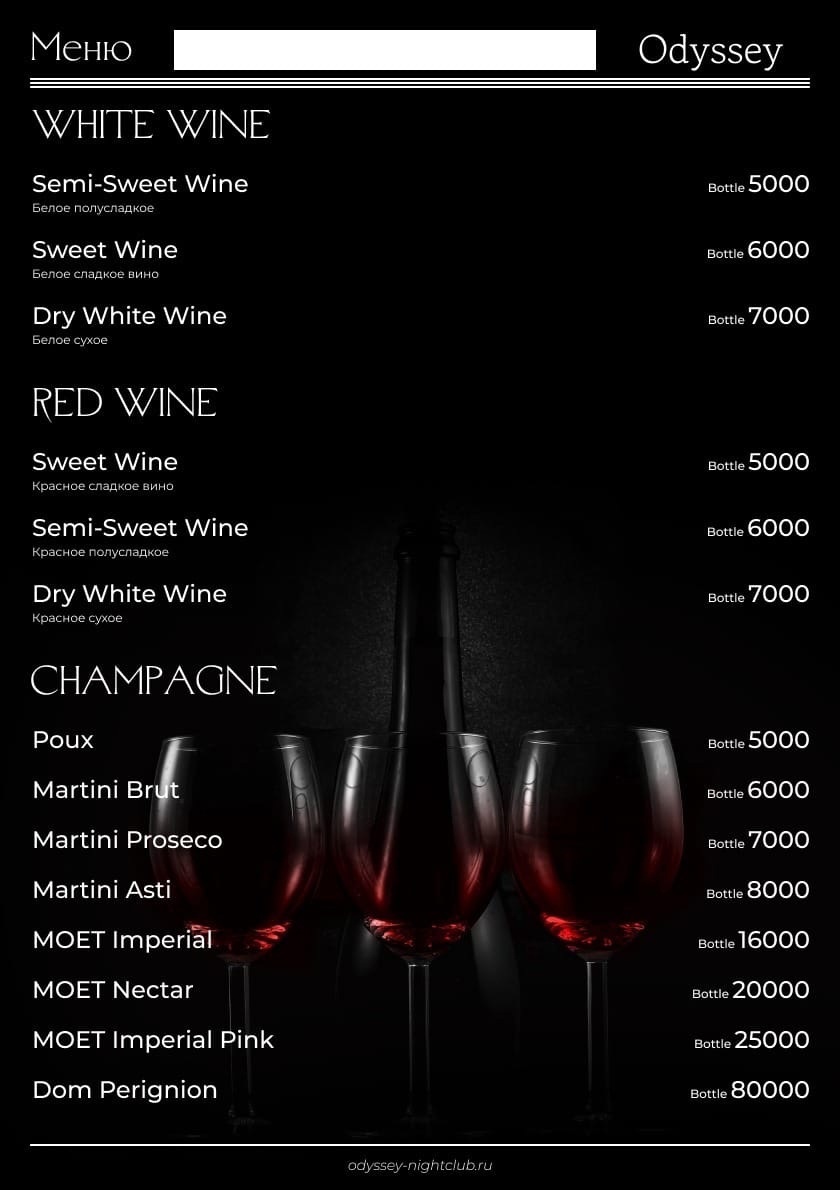 Меню
Odyssey
WHITE WINE
Semi-Sweet Wine Bottle 5000
Белое полусладкое
Sweet Wine Bottle 6000
Белое сладкое вино
Dry White Wine Bottle 7000
Белое сухое
RED WINE
Sweet Wine Bottle 5000
Красное сладкое вино
Semi-Sweet Wine Bottle 6000
Красное полусладкое
Dry White Wine Bottle 7000
Красное сухое
CHAMPAGNE
Poux Bottle 5000
Martini Brut Bottle 6000
Martini Proseco Bottle 7000
Martini Asti Bottle 8000
MOET Imperial Bottle 16000
MOET Nectar Bottle 20000
MOET Imperial Pink Bottle 25000
Dom Perignion Bottle 80000
odyssey-nightclub.ru